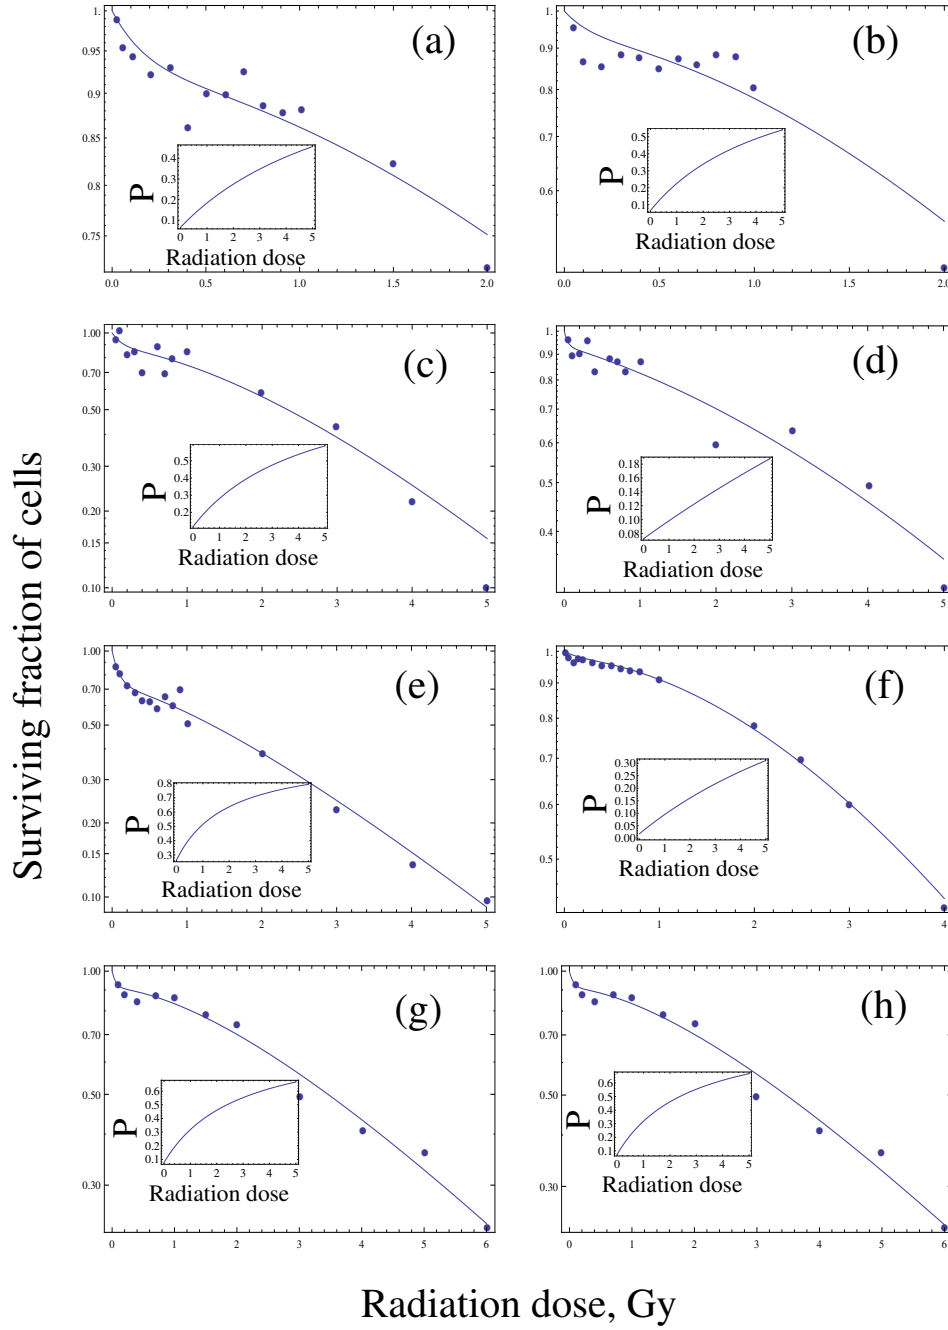 Surviving fraction of cells
(a)
1.
0.95
0.9
0.85
0.8
0.75
0.0 0.5 1.0 1.5 2.0
P
0.4
0.3
0.2
0.1
0 1 2 3 4 5
Radiation dose
(b)
1.
0.9
0.8
0.6
0.0 0.5 1.0 1.5 2.0
P
0.5
0.4
0.3
0.2
0.1
0 1 2 3 4 5
Radiation dose
(c)
1.00
0.70
0.50
0.30
0.20
0.15
0.10
0 1 2 3 4 5
P
0.5
0.4
0.3
0.2
0 1 2 3 4 5
Radiation dose
(d)
1.
0.9
0.8
0.7
0.6
0.5
0.4
0 1 2 3 4 5
P
0.18
0.16
0.14
0.12
0.10
0.08
0 1 2 3 4 5
Radiation dose
(e)
1.00
0.70
0.50
0.30
0.20
0.15
0.10
0 1 2 3 4 5
P
0.8
0.7
0.6
0.5
0.4
0.3
0 1 2 3 4 5
Radiation dose
(f)
1.
0.9
0.8
0.7
0.6
0.5
0 1 2 3 4
P
0.30
0.25
0.20
0.15
0.10
0.05
0.00
0 1 2 3 4 5
Radiation dose
(g)
1.00
0.70
0.50
0.30
0 1 2 3 4 5 6
P
0.6
0.5
0.4
0.3
0.2
0.1
0 1 2 3 4 5
Radiation dose
(h)
1.00
0.70
0.50
0.30
0 1 2 3 4 5 6
P
0.6
0.5
0.4
0.3
0.2
0.1
0 1 2 3 4 5
Radiation dose
Radiation dose, Gy